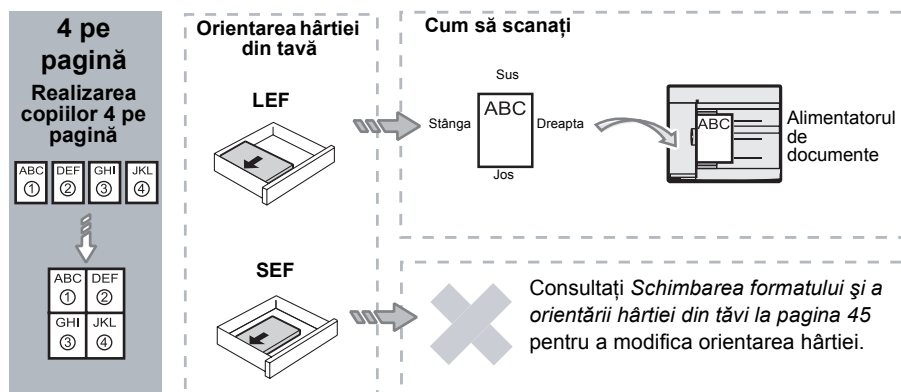 4 pe
pagină
Realizarea
copiilor 4 pe
pagină
ABC DEF GHI JKL
① ② ③ ④
ABC DEF
① ②
GHI JKL
③ ④
Orientarea hârtiei
din tavă
LEF
SEF
Cum să scanați
Sus
Stânga ABC Dreapta
Jos
ABC
Alimentatorul
de
documente
Consultați Schimbarea formatului şi a
orientării hârtiei din tăvi la pagina 45
pentru a modifica orientarea hârtiei.